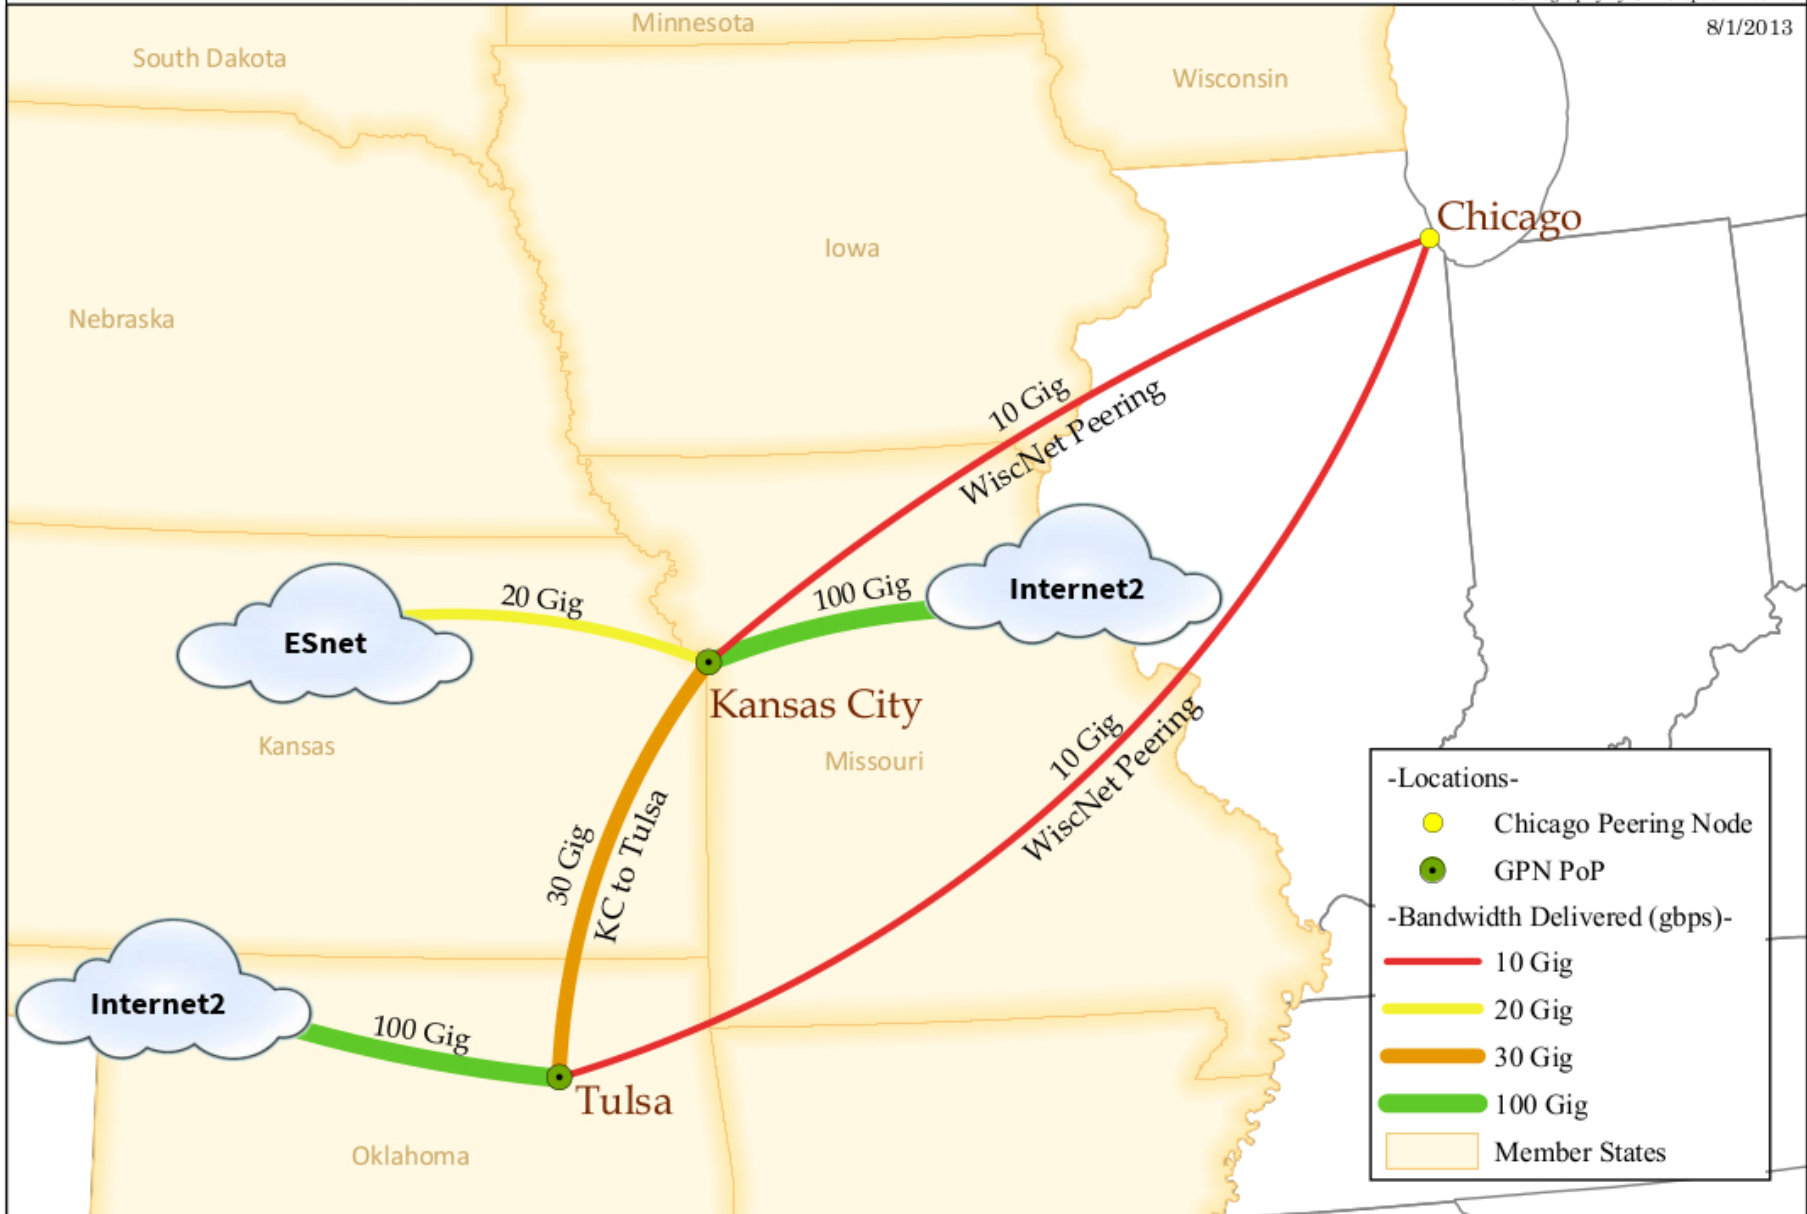 8/1/2013
Minnesota
South Dakota
Wisconsin
Chicago
Iowa
Nebraska
10 Gig
WiscNet Peering
Internet2
100 Gig
20 Gig
ESnet
Kansas City
Kansas
Missouri
10 Gig
WiscNet Peering
30 Gig
KC to Tulsa
Internet2
100 Gig
Tulsa
Oklahoma
-Locations-
Chicago Peering Node
GPN PoP
-Bandwidth Delivered (gbps)-
10 Gig
20 Gig
30 Gig
100 Gig
Member States